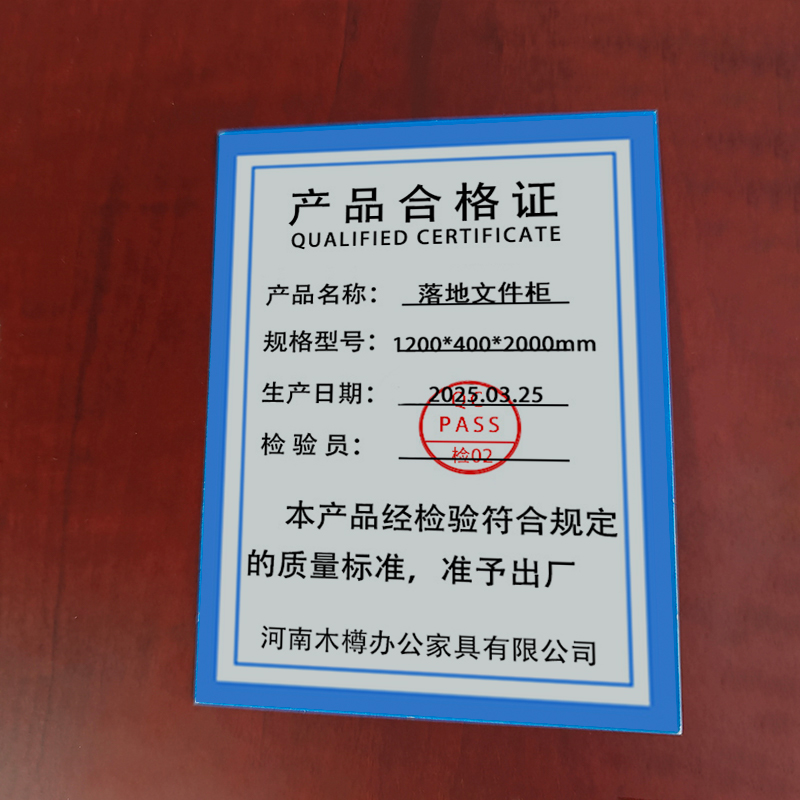 产品合格证
QUALIFIED CERTIFICATE
产品名称： 落地文件柜
规格型号： 1200*400*2000mm
生产日期： 2025.03.25
QC
PASS
检验员：
检02
本产品经检验符合规定
的质量标准，准予出厂
河南木樽办公家具有限公司